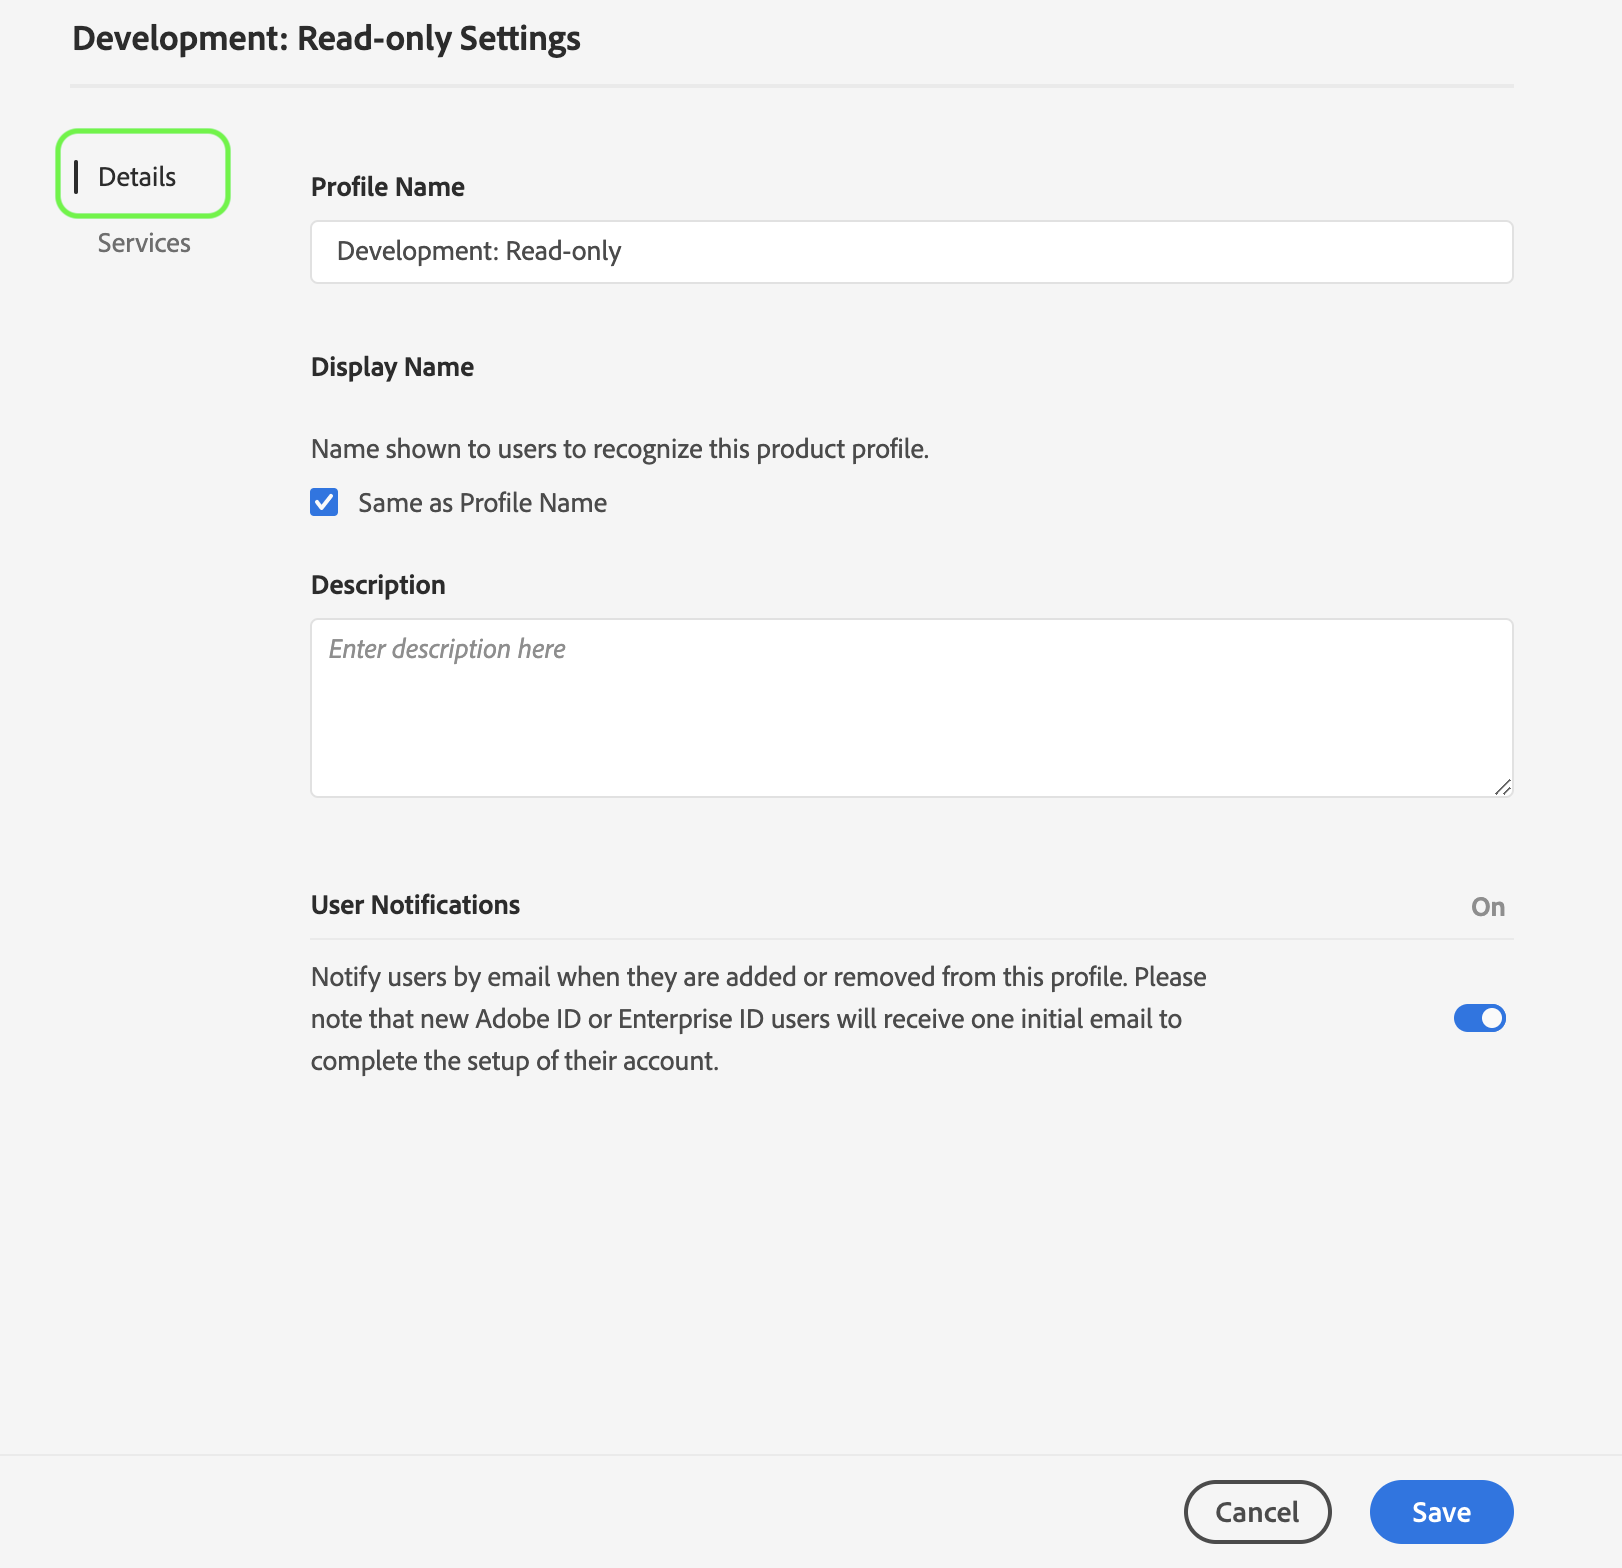 Development: Read-only Settings
Details
Services
Profile Name
Development: Read-only
Display Name
Name shown to users to recognize this product profile.
Same as Profile Name
Description
Enter description here
User Notifications
On
Notify users by email when they are added or removed from this profile. Please
note that new Adobe ID or Enterprise ID users will receive one initial email to
complete the setup of their account.
Cancel
Save